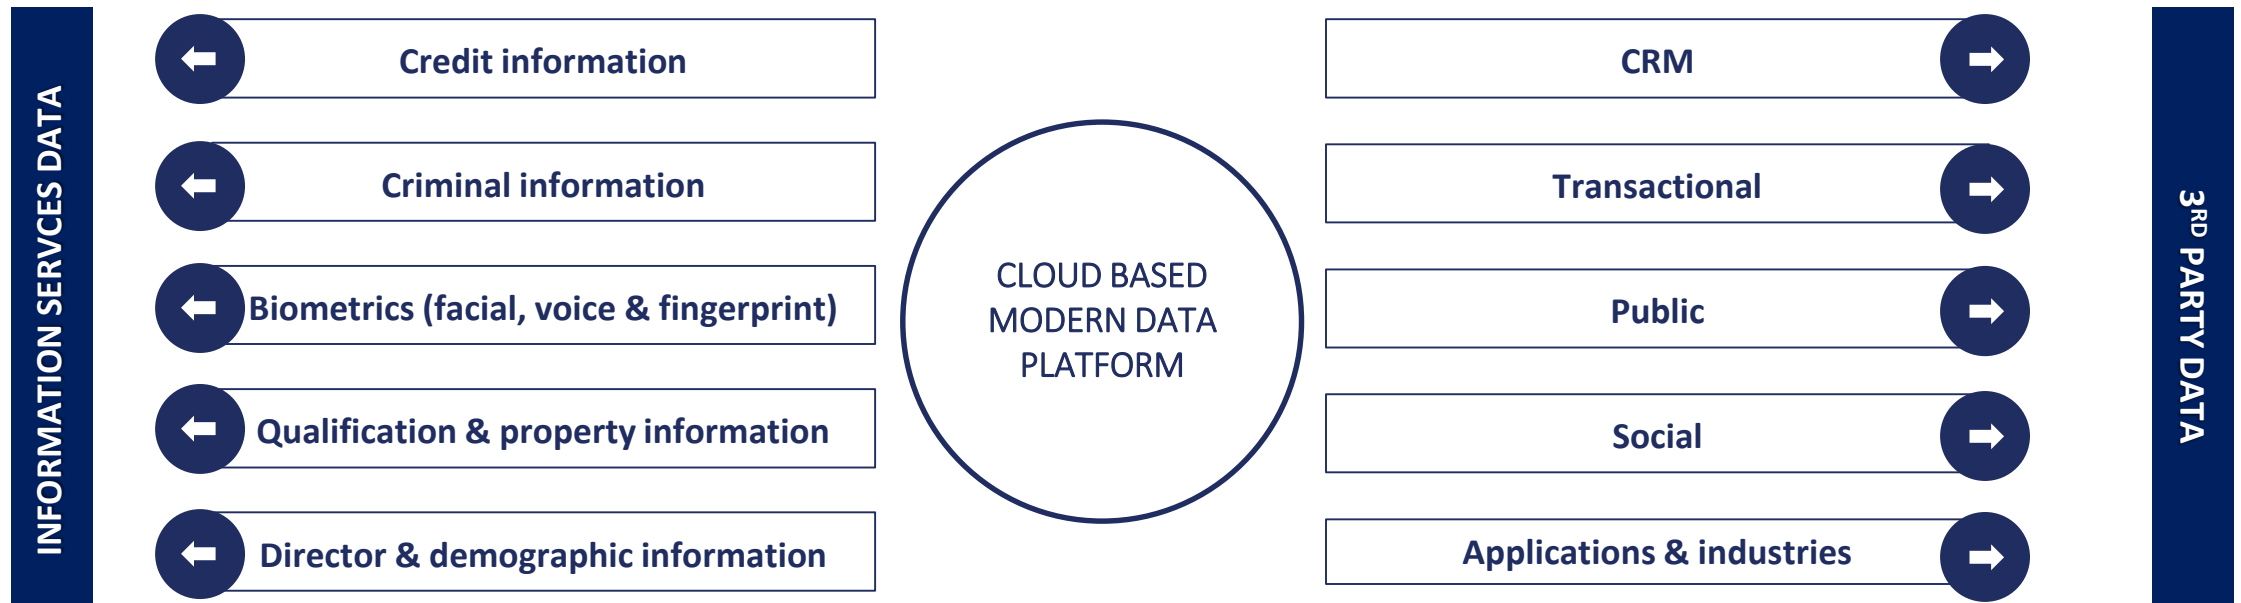 INFORMATION SERVCES DATA
Credit information
Criminal information
Biometrics (facial, voice & fingerprint)
Qualification & property information
Director & demographic information
CLOUD BASED
MODERN DATA
PLATFORM
CRM
Transactional
Public
Social
Applications & industries
3RD PARTY DATA